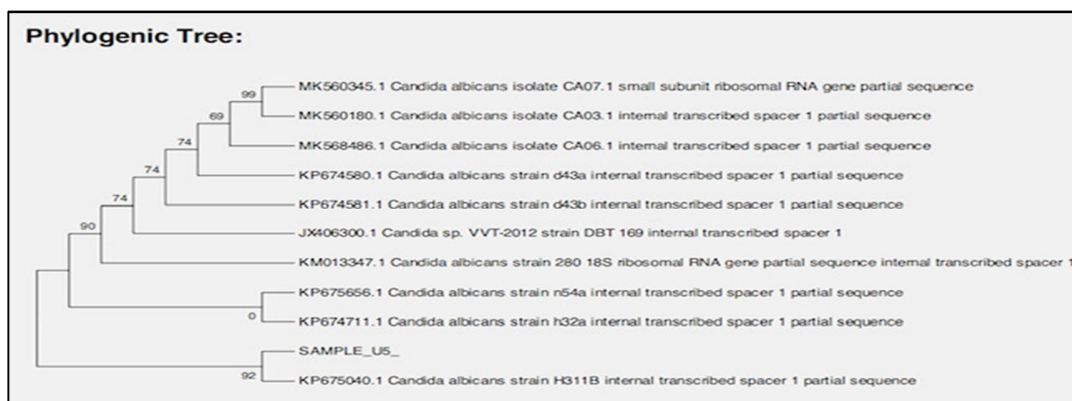 Phylogenic Tree:
99
MK560345.1 Candida albicans isolate CA07.1 small subunit ribosomal RNA gene partial sequence
69
MK560180.1 Candida albicans isolate CA03.1 internal transcribed spacer 1 partial sequence
74
MK568486.1 Candida albicans isolate CA06.1 internal transcribed spacer 1 partial sequence
74
KP674580.1 Candida albicans strain d43a internal transcribed spacer 1 partial sequence
74
KP674581.1 Candida albicans strain d43b internal transcribed spacer 1 partial sequence
90
JX406300.1 Candida sp. VVT-2012 strain DBT 169 internal transcribed spacer 1
KM013347.1 Candida albicans strain 280 18S ribosomal RNA gene partial sequence internal transcribed spacer 1
KP675656.1 Candida albicans strain n54a internal transcribed spacer 1 partial sequence
0
KP674711.1 Candida albicans strain h32a internal transcribed spacer 1 partial sequence
SAMPLE_U5_
92
KP675040.1 Candida albicans strain H311B internal transcribed spacer 1 partial sequence